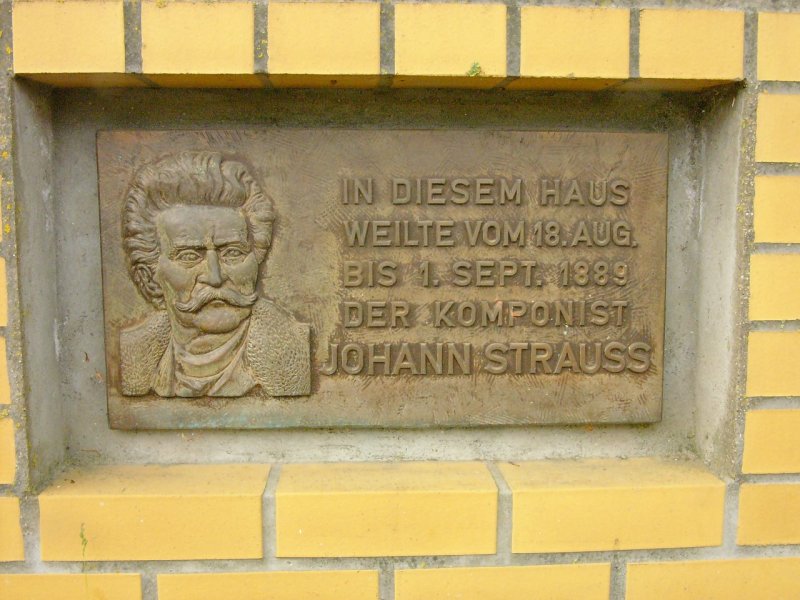 IN DIESEM HAUS
WEILTE VOM 18. AUG.
BIS 1. SEPT. 1889
DER KOMPONIST
JOHANN STRAUSS